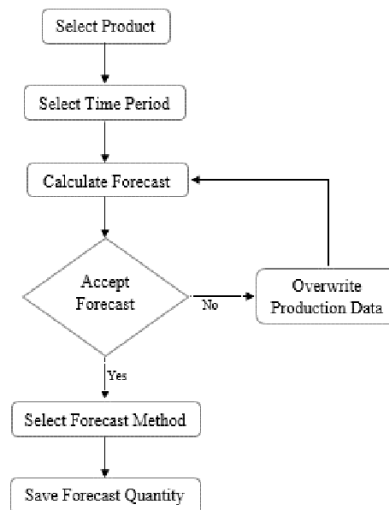 Select Product
Select Time Period
Calculate Forecast
Accept
Forecast
No
Overwrite
Production Data
Yes
Select Forecast Method
Save Forecast Quantity